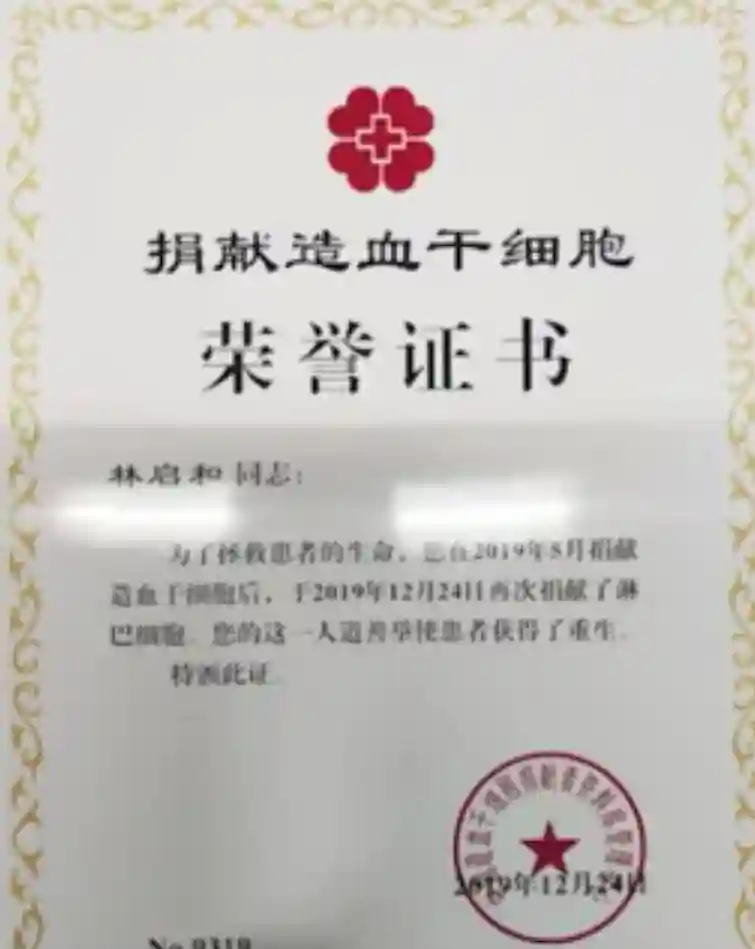 捐献造血干细胞
荣誉证书
林启和 同志：
为了拯救患者的生命，您在2019年5月捐献
造血干细胞后，于2019年12月24日再次捐献了淋
巴细胞。您的这一人道善举使患者获得了重生。
特颁此证。
2019年12月24日
No 0310